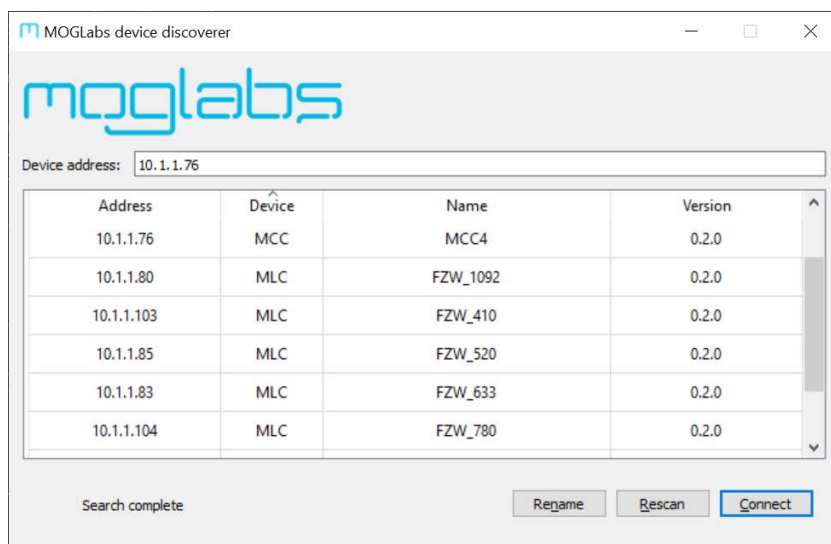 MOGLabs device discoverer
moglabs
Device address: 10.1.1.76
Address Device Name Version
10.1.1.76 MCC MCC4 0.2.0
10.1.1.80 MLC FZW_1092 0.2.0
10.1.1.103 MLC FZW_410 0.2.0
10.1.1.85 MLC FZW_520 0.2.0
10.1.1.83 MLC FZW_633 0.2.0
10.1.1.104 MLC FZW_780 0.2.0
Search complete Rename Rescan Connect